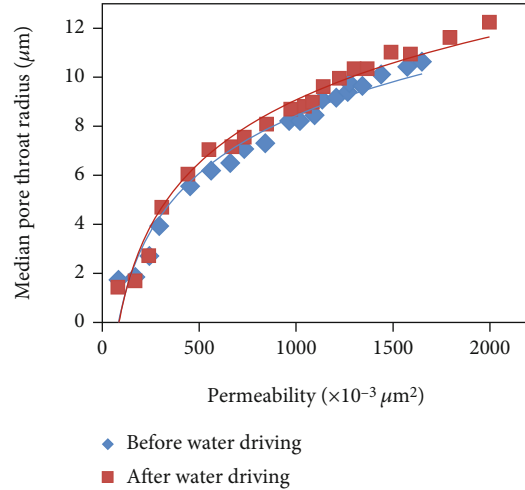 Median pore throat radius (μm)
12
10
8
6
4
2
0
0 500 1000 1500 2000
Permeability (×10⁻³ μm²)
Before water driving
After water driving